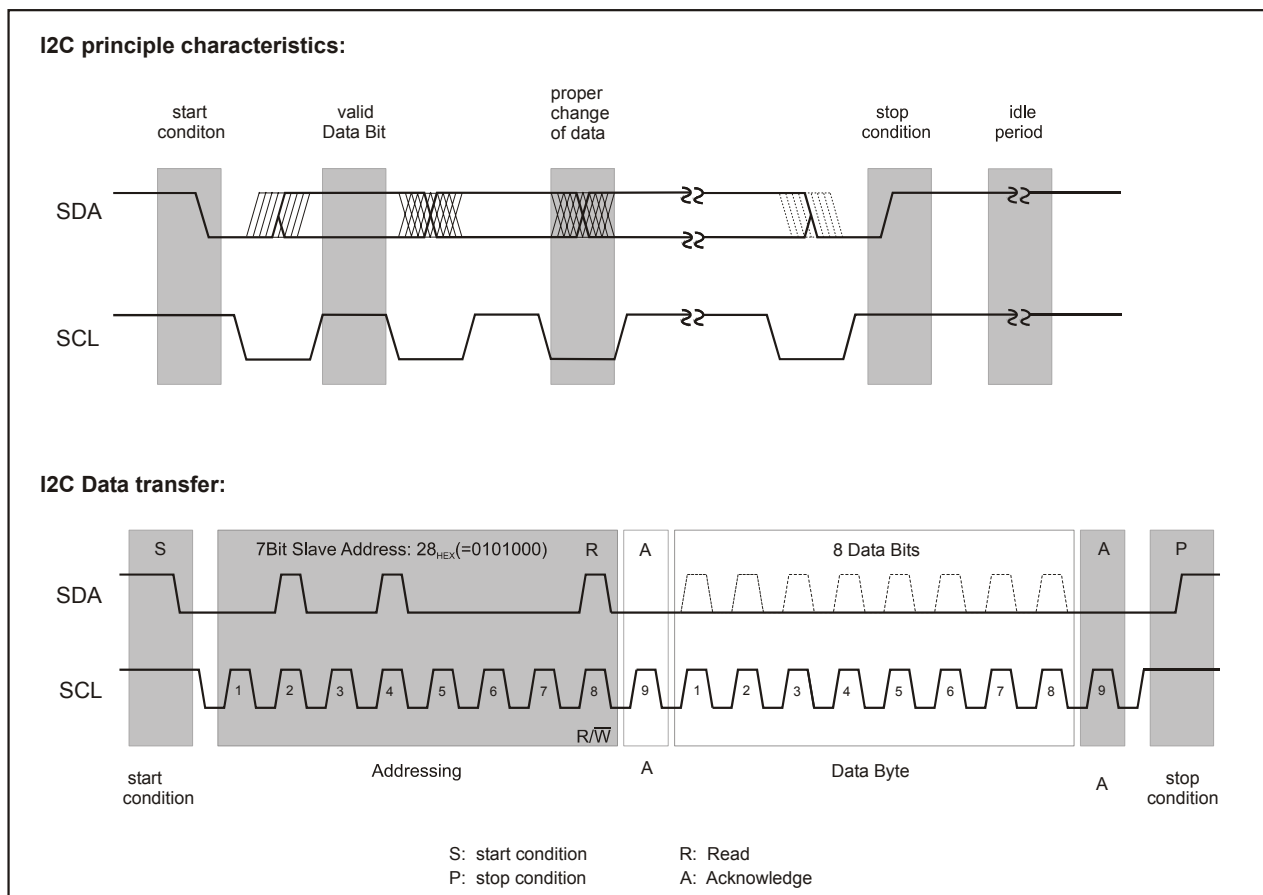 I2C principle characteristics:
start
conditon
valid
Data Bit
proper
change
of data
stop
condition
idle
period
SDA
SCL
I2C Data transfer:
S
7Bit Slave Address: 28HEX(=0101000)
R
A
8 Data Bits
A
P
SDA
SCL
1 2 3 4 5 6 7 8 9 1 2 3 4 5 6 7 8 9
R/W̅
start
condition
Addressing
A
Data Byte
A
stop
condition
S: start condition
R: Read
P: stop condition
A: Acknowledge